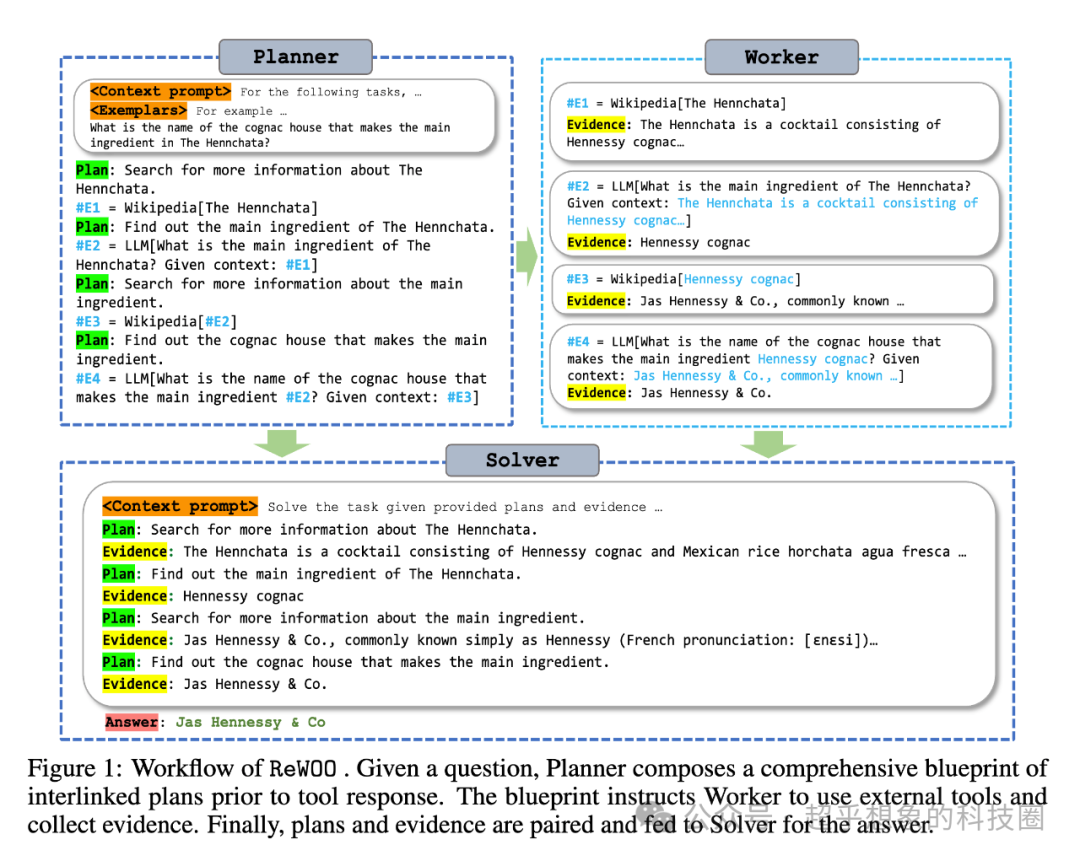 Planner
<Context prompt> For the following tasks, …
<Exemplars> For example …
What is the name of the cognac house that makes the main
ingredient in The Hennchata?
Plan: Search for more information about The
Hennchata.
#E1 = Wikipedia[The Hennchata]
Plan: Find out the main ingredient of The Hennchata.
#E2 = LLM[What is the main ingredient of The
Hennchata? Given context: #E1]
Plan: Search for more information about the main
ingredient.
#E3 = Wikipedia[#E2]
Plan: Find out the cognac house that makes the main
ingredient.
#E4 = LLM[What is the name of the cognac house that
makes the main ingredient #E2? Given context: #E3]
Worker
#E1 = Wikipedia[The Hennchata]
Evidence: The Hennchata is a cocktail consisting of
Hennessy cognac…
#E2 = LLM[What is the main ingredient of The Hennchata?
Given context: The Hennchata is a cocktail consisting of
Hennessy cognac…]
Evidence: Hennessy cognac
#E3 = Wikipedia[Hennessy cognac]
Evidence: Jas Hennessy & Co., commonly known …
#E4 = LLM[What is the name of the cognac house that
makes the main ingredient Hennessy cognac? Given
context: Jas Hennessy & Co., commonly known …]
Evidence: Jas Hennessy & Co.
Solver
<Context prompt> Solve the task given provided plans and evidence …
Plan: Search for more information about The Hennchata.
Evidence: The Hennchata is a cocktail consisting of Hennessy cognac and Mexican rice horchata agua fresca …
Plan: Find out the main ingredient of The Hennchata.
Evidence: Hennessy cognac
Plan: Search for more information about the main ingredient.
Evidence: Jas Hennessy & Co., commonly known simply as Hennessy (French pronunciation: [ɛnɛsi])…
Plan: Find out the cognac house that makes the main ingredient.
Evidence: Jas Hennessy & Co.
Answer: Jas Hennessy & Co
Figure 1: Workflow of ReWOO . Given a question, Planner composes a comprehensive blueprint of
interlinked plans prior to tool response. The blueprint instructs Worker to use external tools and
collect evidence. Finally, plans and evidence are paired and fed to Solver for the answer.
公众号 · 超乎想象的科技圈